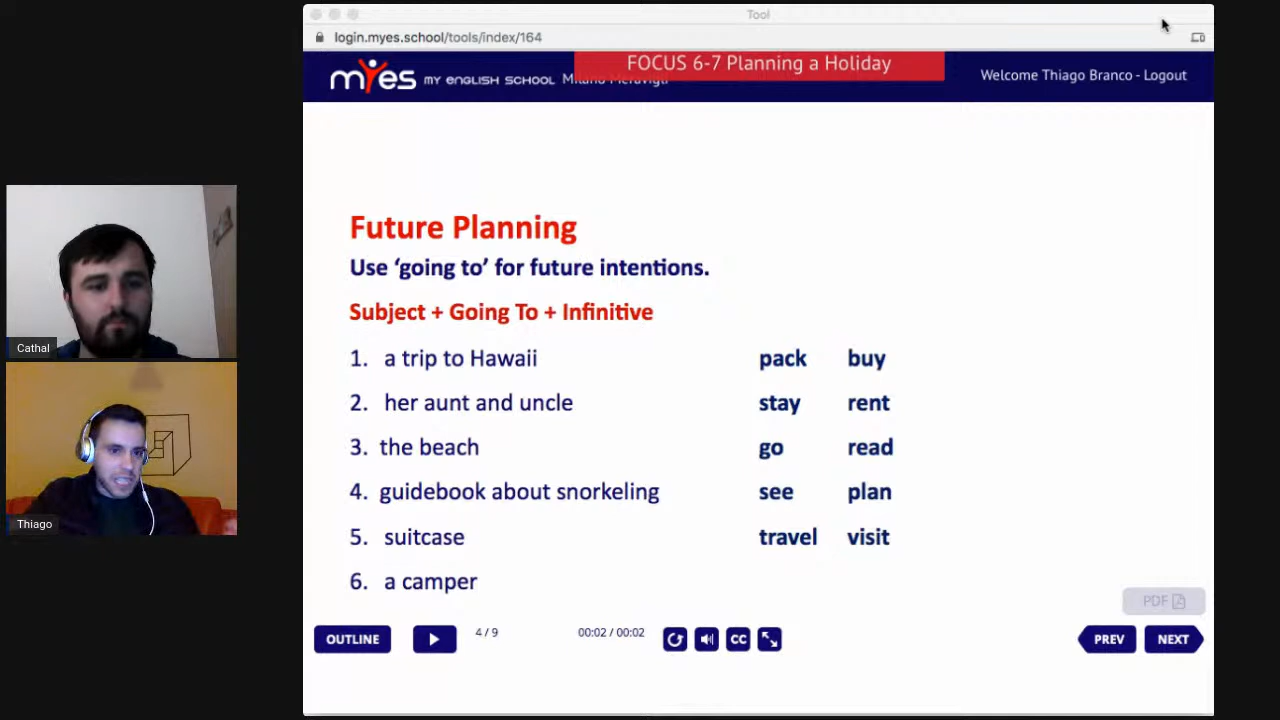 Tool
login.myes.school/tools/index/164
FOCUS 6-7 Planning a Holiday
myes MY ENGLISH SCHOOL Milano Meravigli
Welcome Thiago Branco - Logout
Future Planning
Use ‘going to’ for future intentions.
Subject + Going To + Infinitive
1. a trip to Hawaii pack buy
2. her aunt and uncle stay rent
3. the beach go read
4. guidebook about snorkeling see plan
5. suitcase travel visit
6. a camper
Cathal
Thiago
PDF
OUTLINE 4 / 9 00:02 / 00:02 CC PREV NEXT